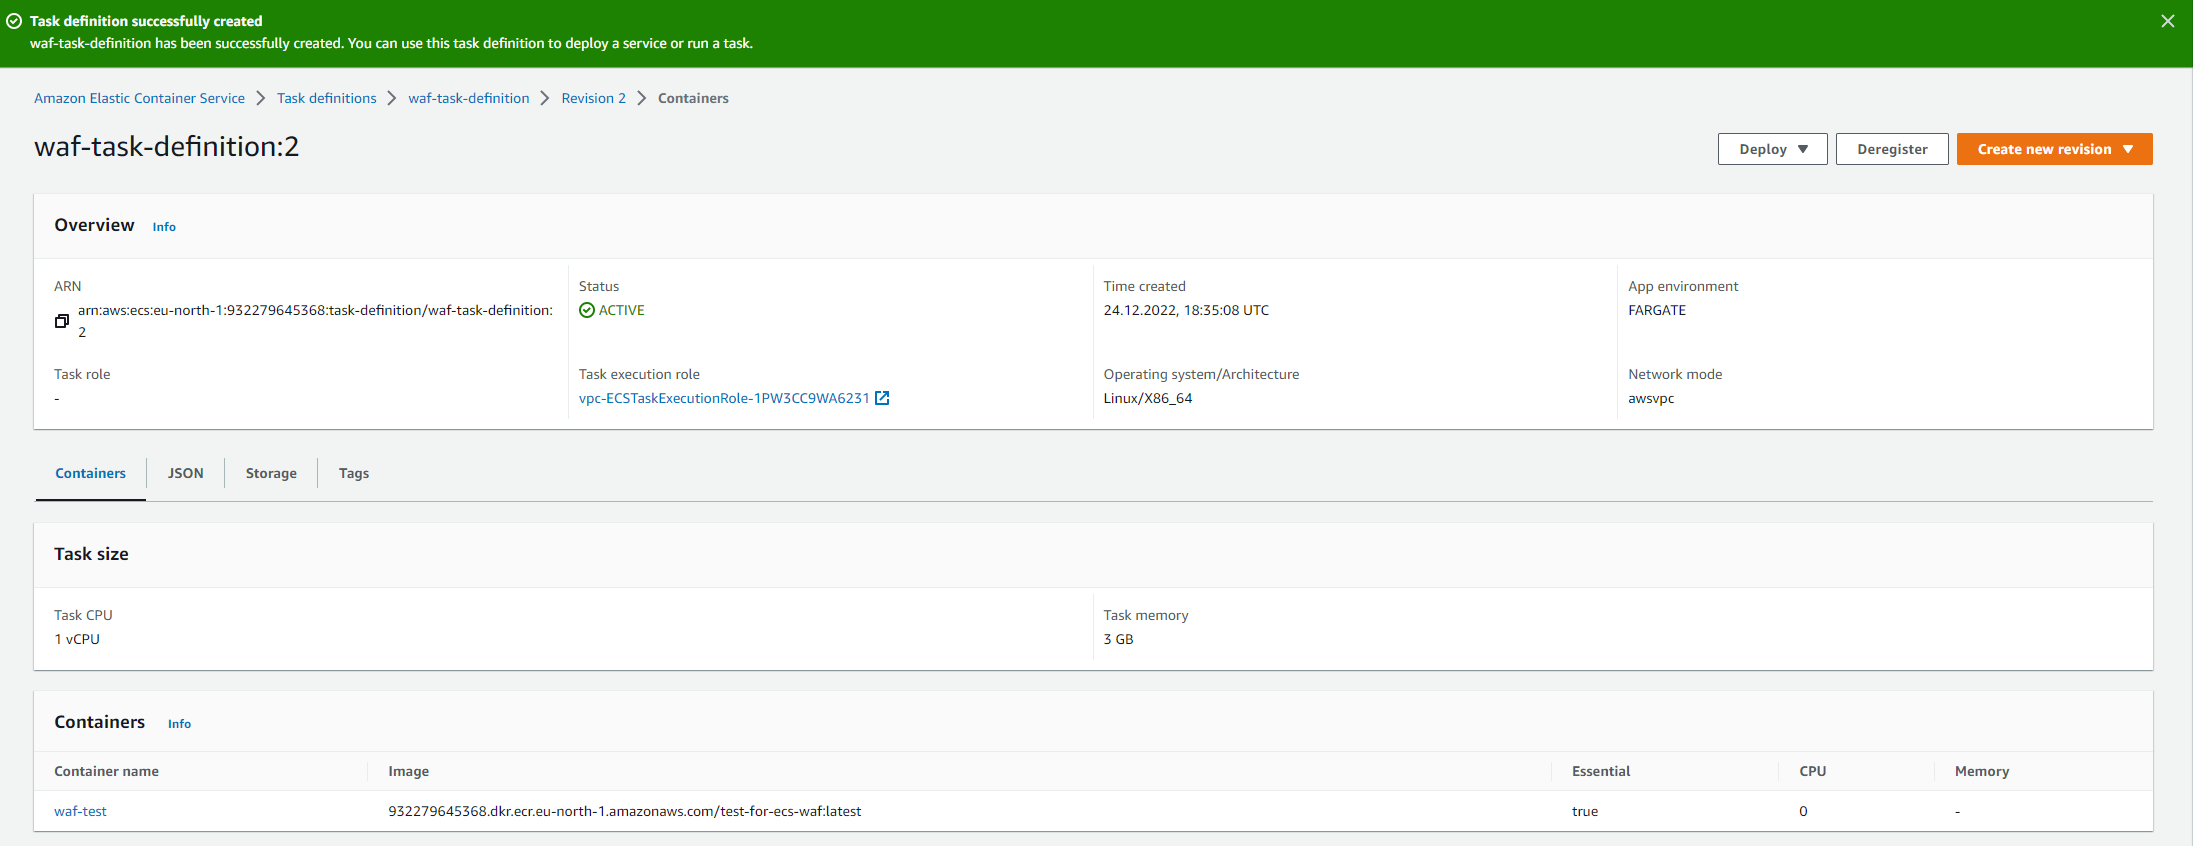 Task definition successfully created
waf-task-definition has been successfully created. You can use this task definition to deploy a service or run a task.
Amazon Elastic Container Service > Task definitions > waf-task-definition > Revision 2 > Containers
waf-task-definition:2
Deploy
Deregister
Create new revision
Overview Info
ARN
arn:aws:ecs:eu-north-1:932279645368:task-definition/waf-task-definition:
2
Status
ACTIVE
Time created
24.12.2022, 18:35:08 UTC
App environment
FARGATE
Task role
-
Task execution role
vpc-ECSTaskExecutionRole-1PW3CC9WA6231
Operating system/Architecture
Linux/X86_64
Network mode
awsvpc
Containers JSON Storage Tags
Task size
Task CPU
1 vCPU
Task memory
3 GB
Containers Info
Container name Image Essential CPU Memory
waf-test 932279645368.dkr.ecr.eu-north-1.amazonaws.com/test-for-ecs-waf:latest true 0 -